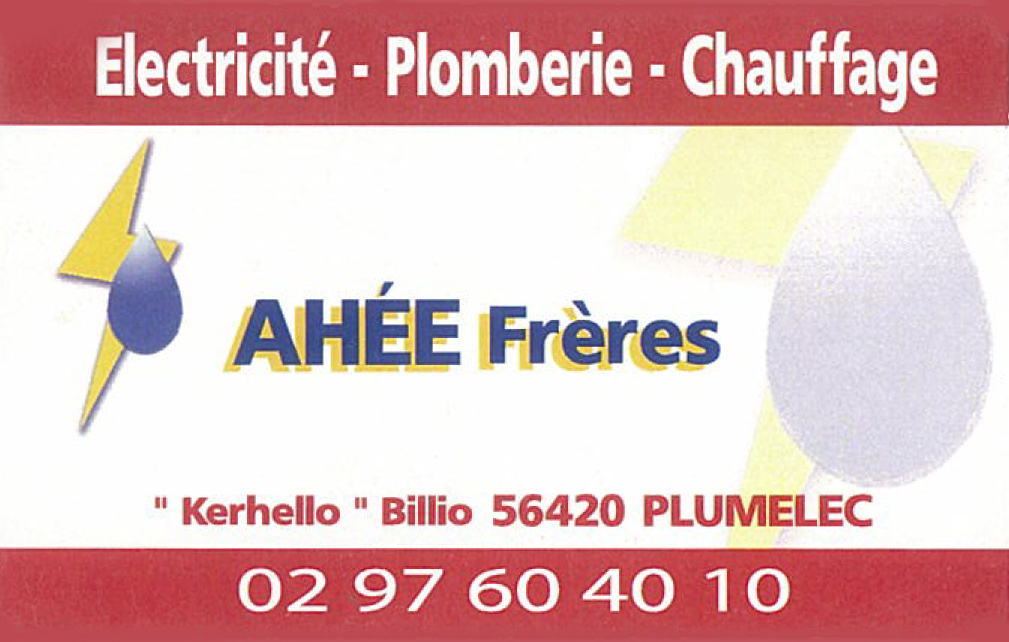 Electricité - Plomberie - Chauffage
AHÉE Frères
" Kerhello " Billio 56420 PLUMELEC
02 97 60 40 10